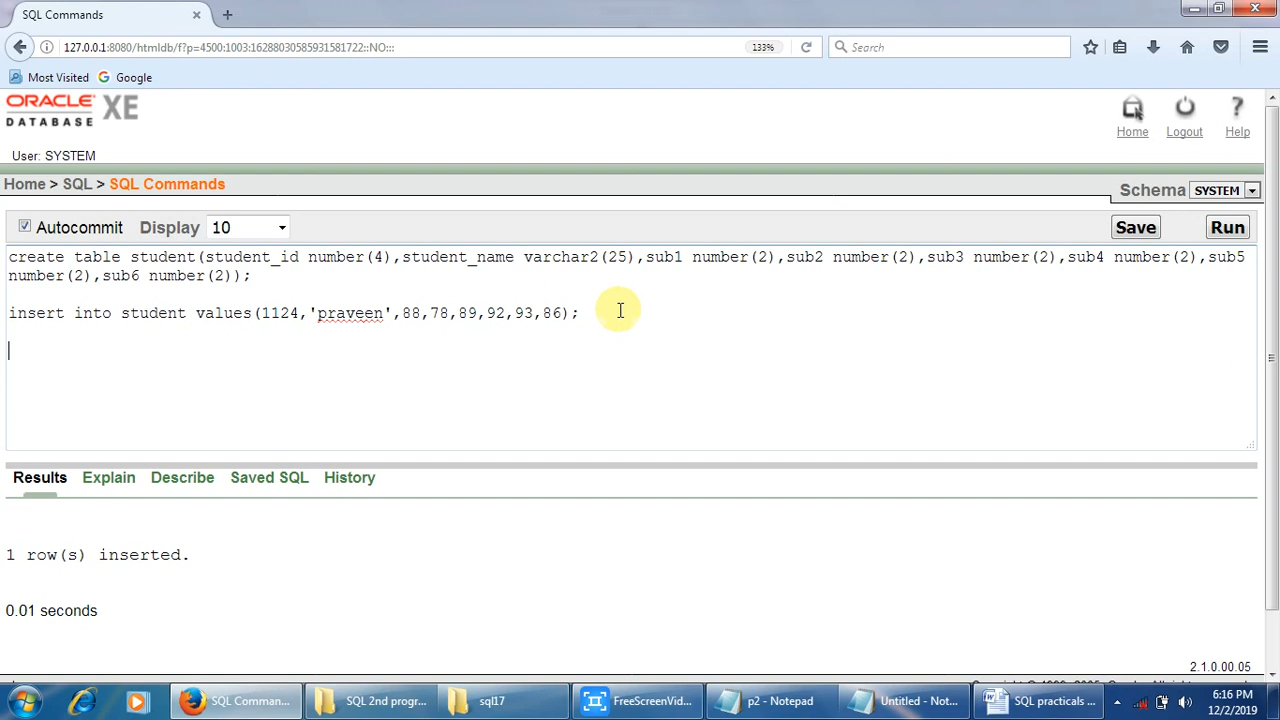 SQL Commands
127.0.0.1:8080/htmldb/f?p=4500:1003:16288030585931581722::NO:::
133%
Search
Most Visited
Google
ORACLE XE
DATABASE
Home
Logout
Help
User: SYSTEM
Home > SQL > SQL Commands
Schema SYSTEM
Autocommit Display 10
Save Run
create table student(student_id number(4),student_name varchar2(25),sub1 number(2),sub2 number(2),sub3 number(2),sub4 number(2),sub5
number(2),sub6 number(2));
insert into student values(1124,'praveen',88,78,89,92,93,86);
Results Explain Describe Saved SQL History
1 row(s) inserted.
0.01 seconds
2.1.0.00.05
SQL Comman...
SQL 2nd progr...
sql17
FreeScreenVid...
p2 - Notepad
Untitled - Not...
SQL practicals ...
6:16 PM
12/2/2019